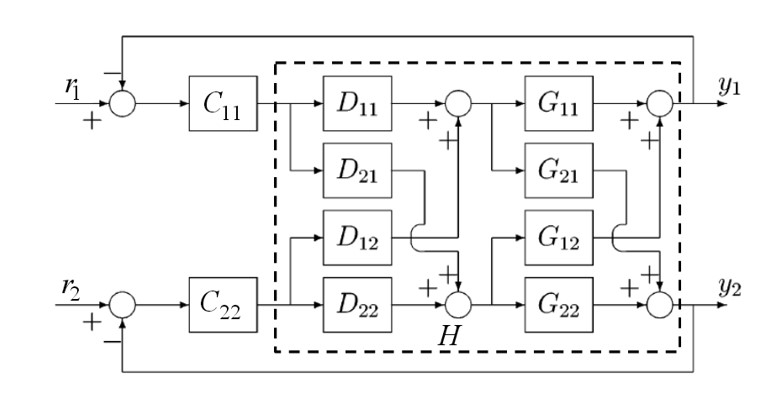 −
r₁ + C₁₁ D₁₁ + G₁₁ + y₁
+ +
D₂₁ G₂₁
D₁₂ G₁₂
+ +
r₂ + C₂₂ D₂₂ + G₂₂ + y₂
− H